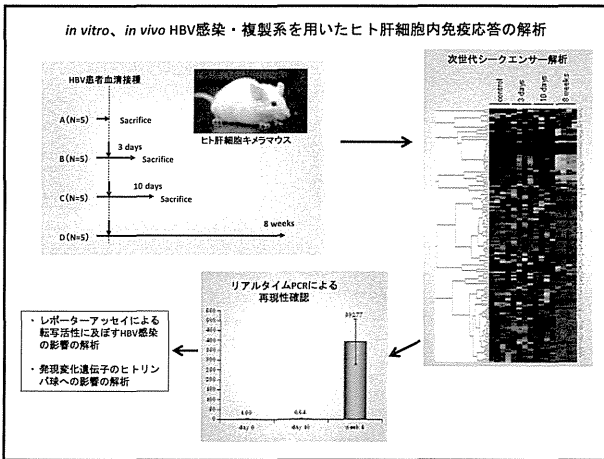 in vitro、in vivo HBV感染・複製系を用いたヒト肝細胞内免疫応答の解析
HBV患者血清接種
A(N=5)
Sacrifice
3 days
B(N=5)
Sacrifice
10 days
C(N=5)
Sacrifice
8 weeks
D(N=5)
ヒト肝細胞キメラマウス
次世代シークエンサー解析
control
3 days
10 days
8 weeks
リアルタイムPCRによる
再現性確認
600
500
400
300
200
100
0
day 0
day 10
week 8
・ レポーターアッセイによる
転写活性に及ぼすHBV感染
の影響の解析
・ 発現変化遺伝子のヒトリン
パ球への影響の解析